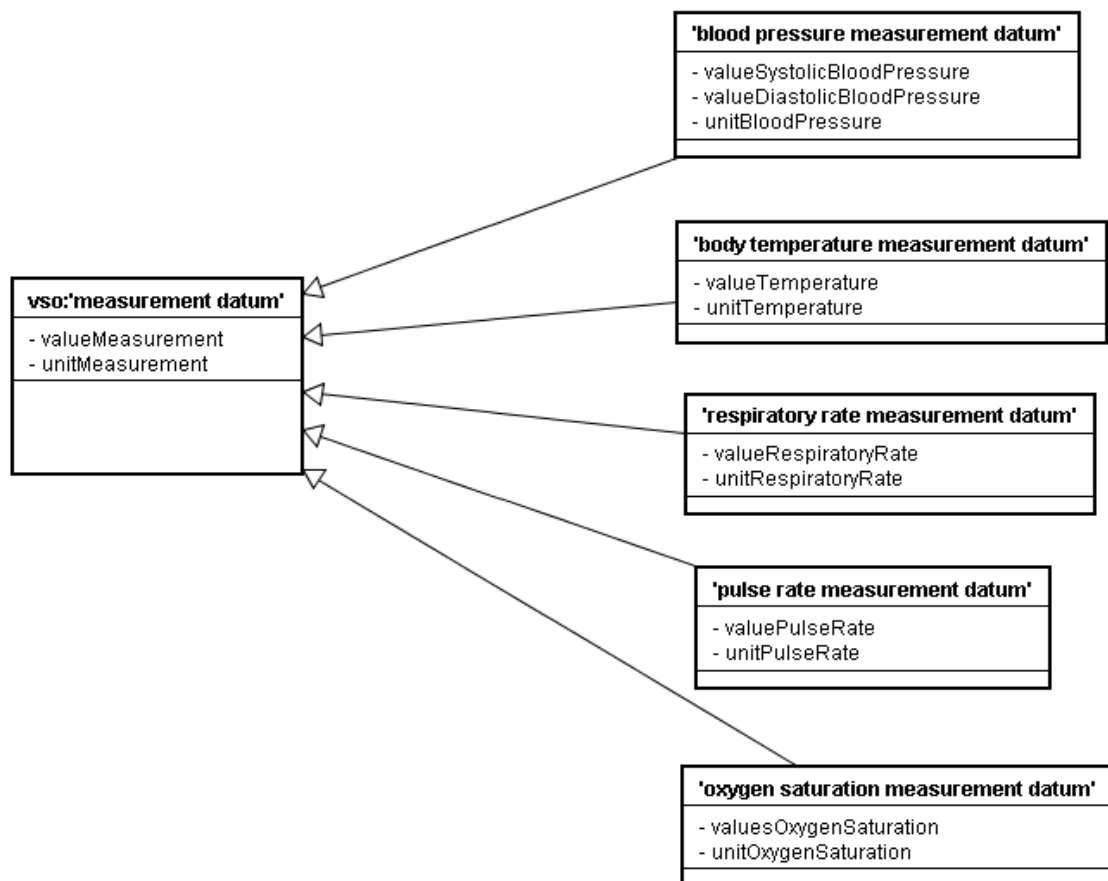 'blood pressure measurement datum'
- valueSystolicBloodPressure
- valueDiastolicBloodPressure
- unitBloodPressure
'body temperature measurement datum'
- valueTemperature
- unitTemperature
vso:'measurement datum'
- valueMeasurement
- unitMeasurement
'respiratory rate measurement datum'
- valueRespiratoryRate
- unitRespiratoryRate
'pulse rate measurement datum'
- valuePulseRate
- unitPulseRate
'oxygen saturation measurement datum'
- valuesOxygenSaturation
- unitOxygenSaturation